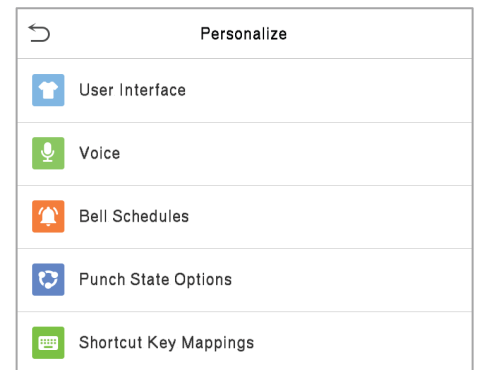 Personalize
User Interface
Voice
Bell Schedules
Punch State Options
Shortcut Key Mappings